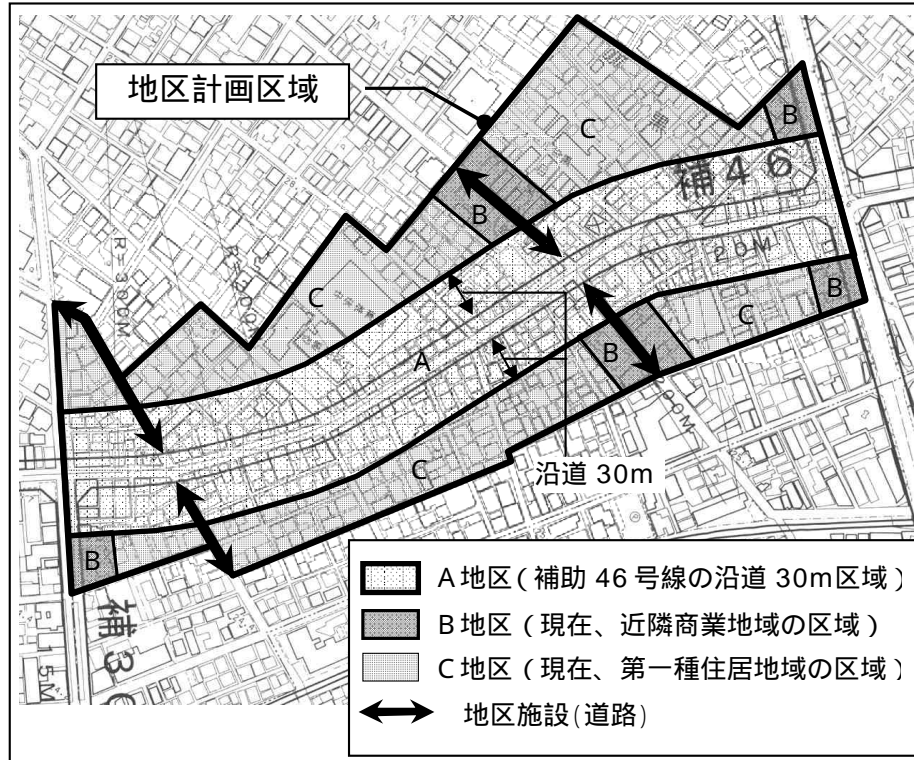 地区計画区域
B
C
補46
B
R=300M
C
B
20M
C
A
B
沿道 30m
C
B
補3
15M
A地区(補助 46 号線の沿道 30m区域)
B地区(現在、近隣商業地域の区域)
C地区(現在、第一種住居地域の区域)
地区施設(道路)